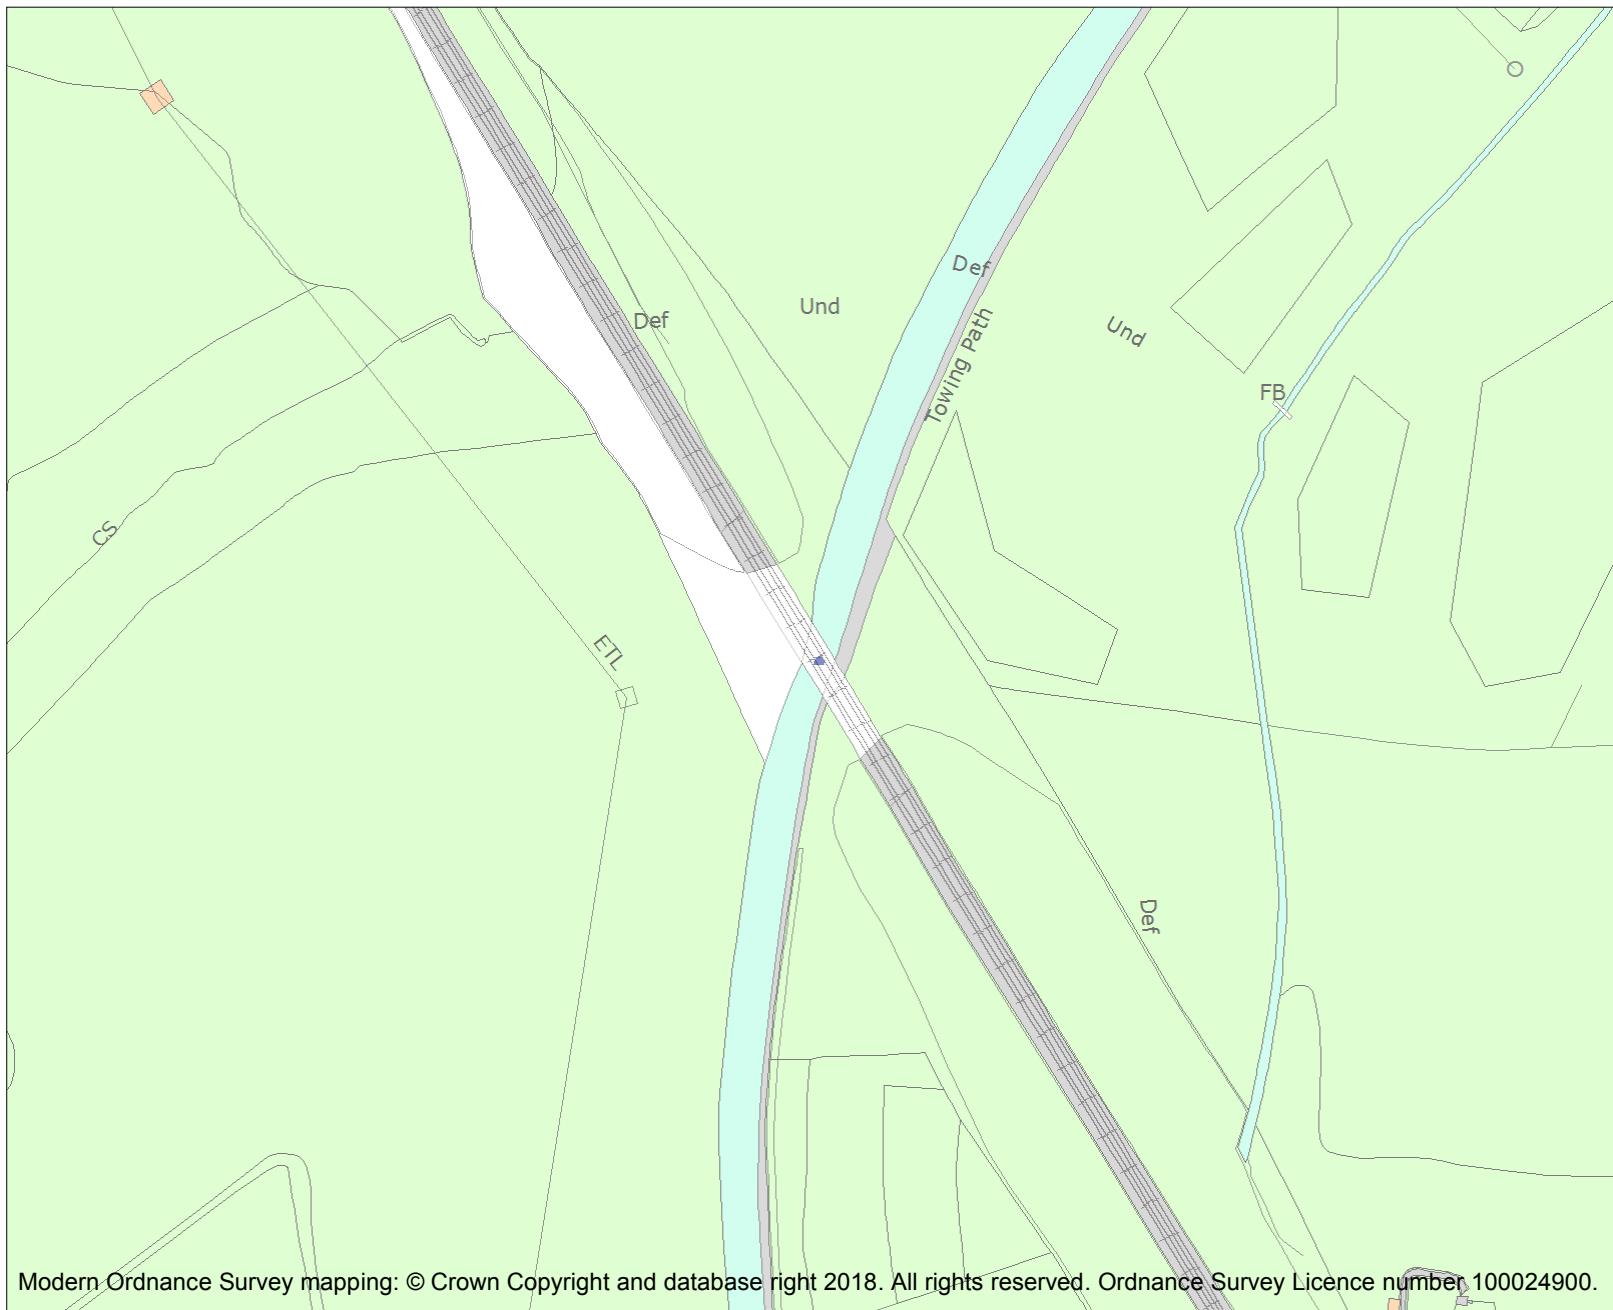 Def
Def
Und
Towing Path
Und
FB
CS
ETL
Def
Modern Ordnance Survey mapping: © Crown Copyright and database right 2018. All rights reserved. Ordnance Survey Licence number 100024900.